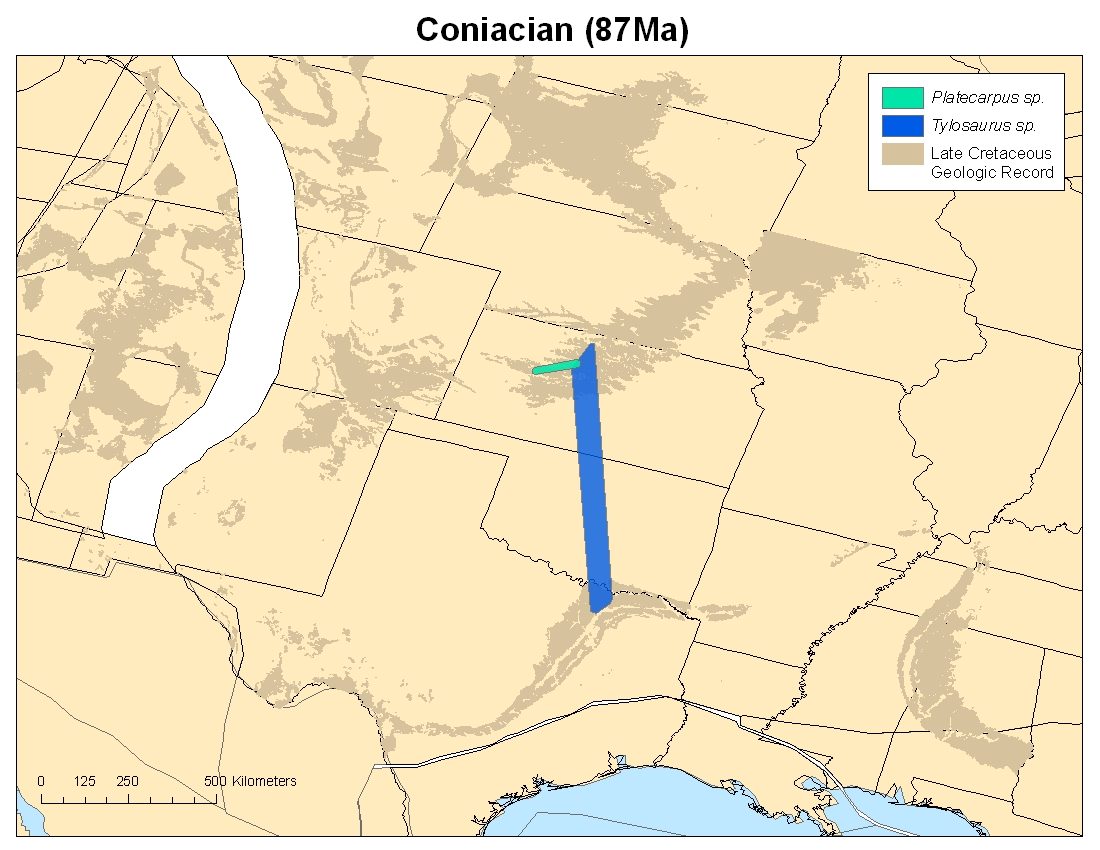 Coniacian (87Ma)
Platecarpus sp.
Tylosaurus sp.
Late Cretaceous
Geologic Record
0 125 250 500 Kilometers